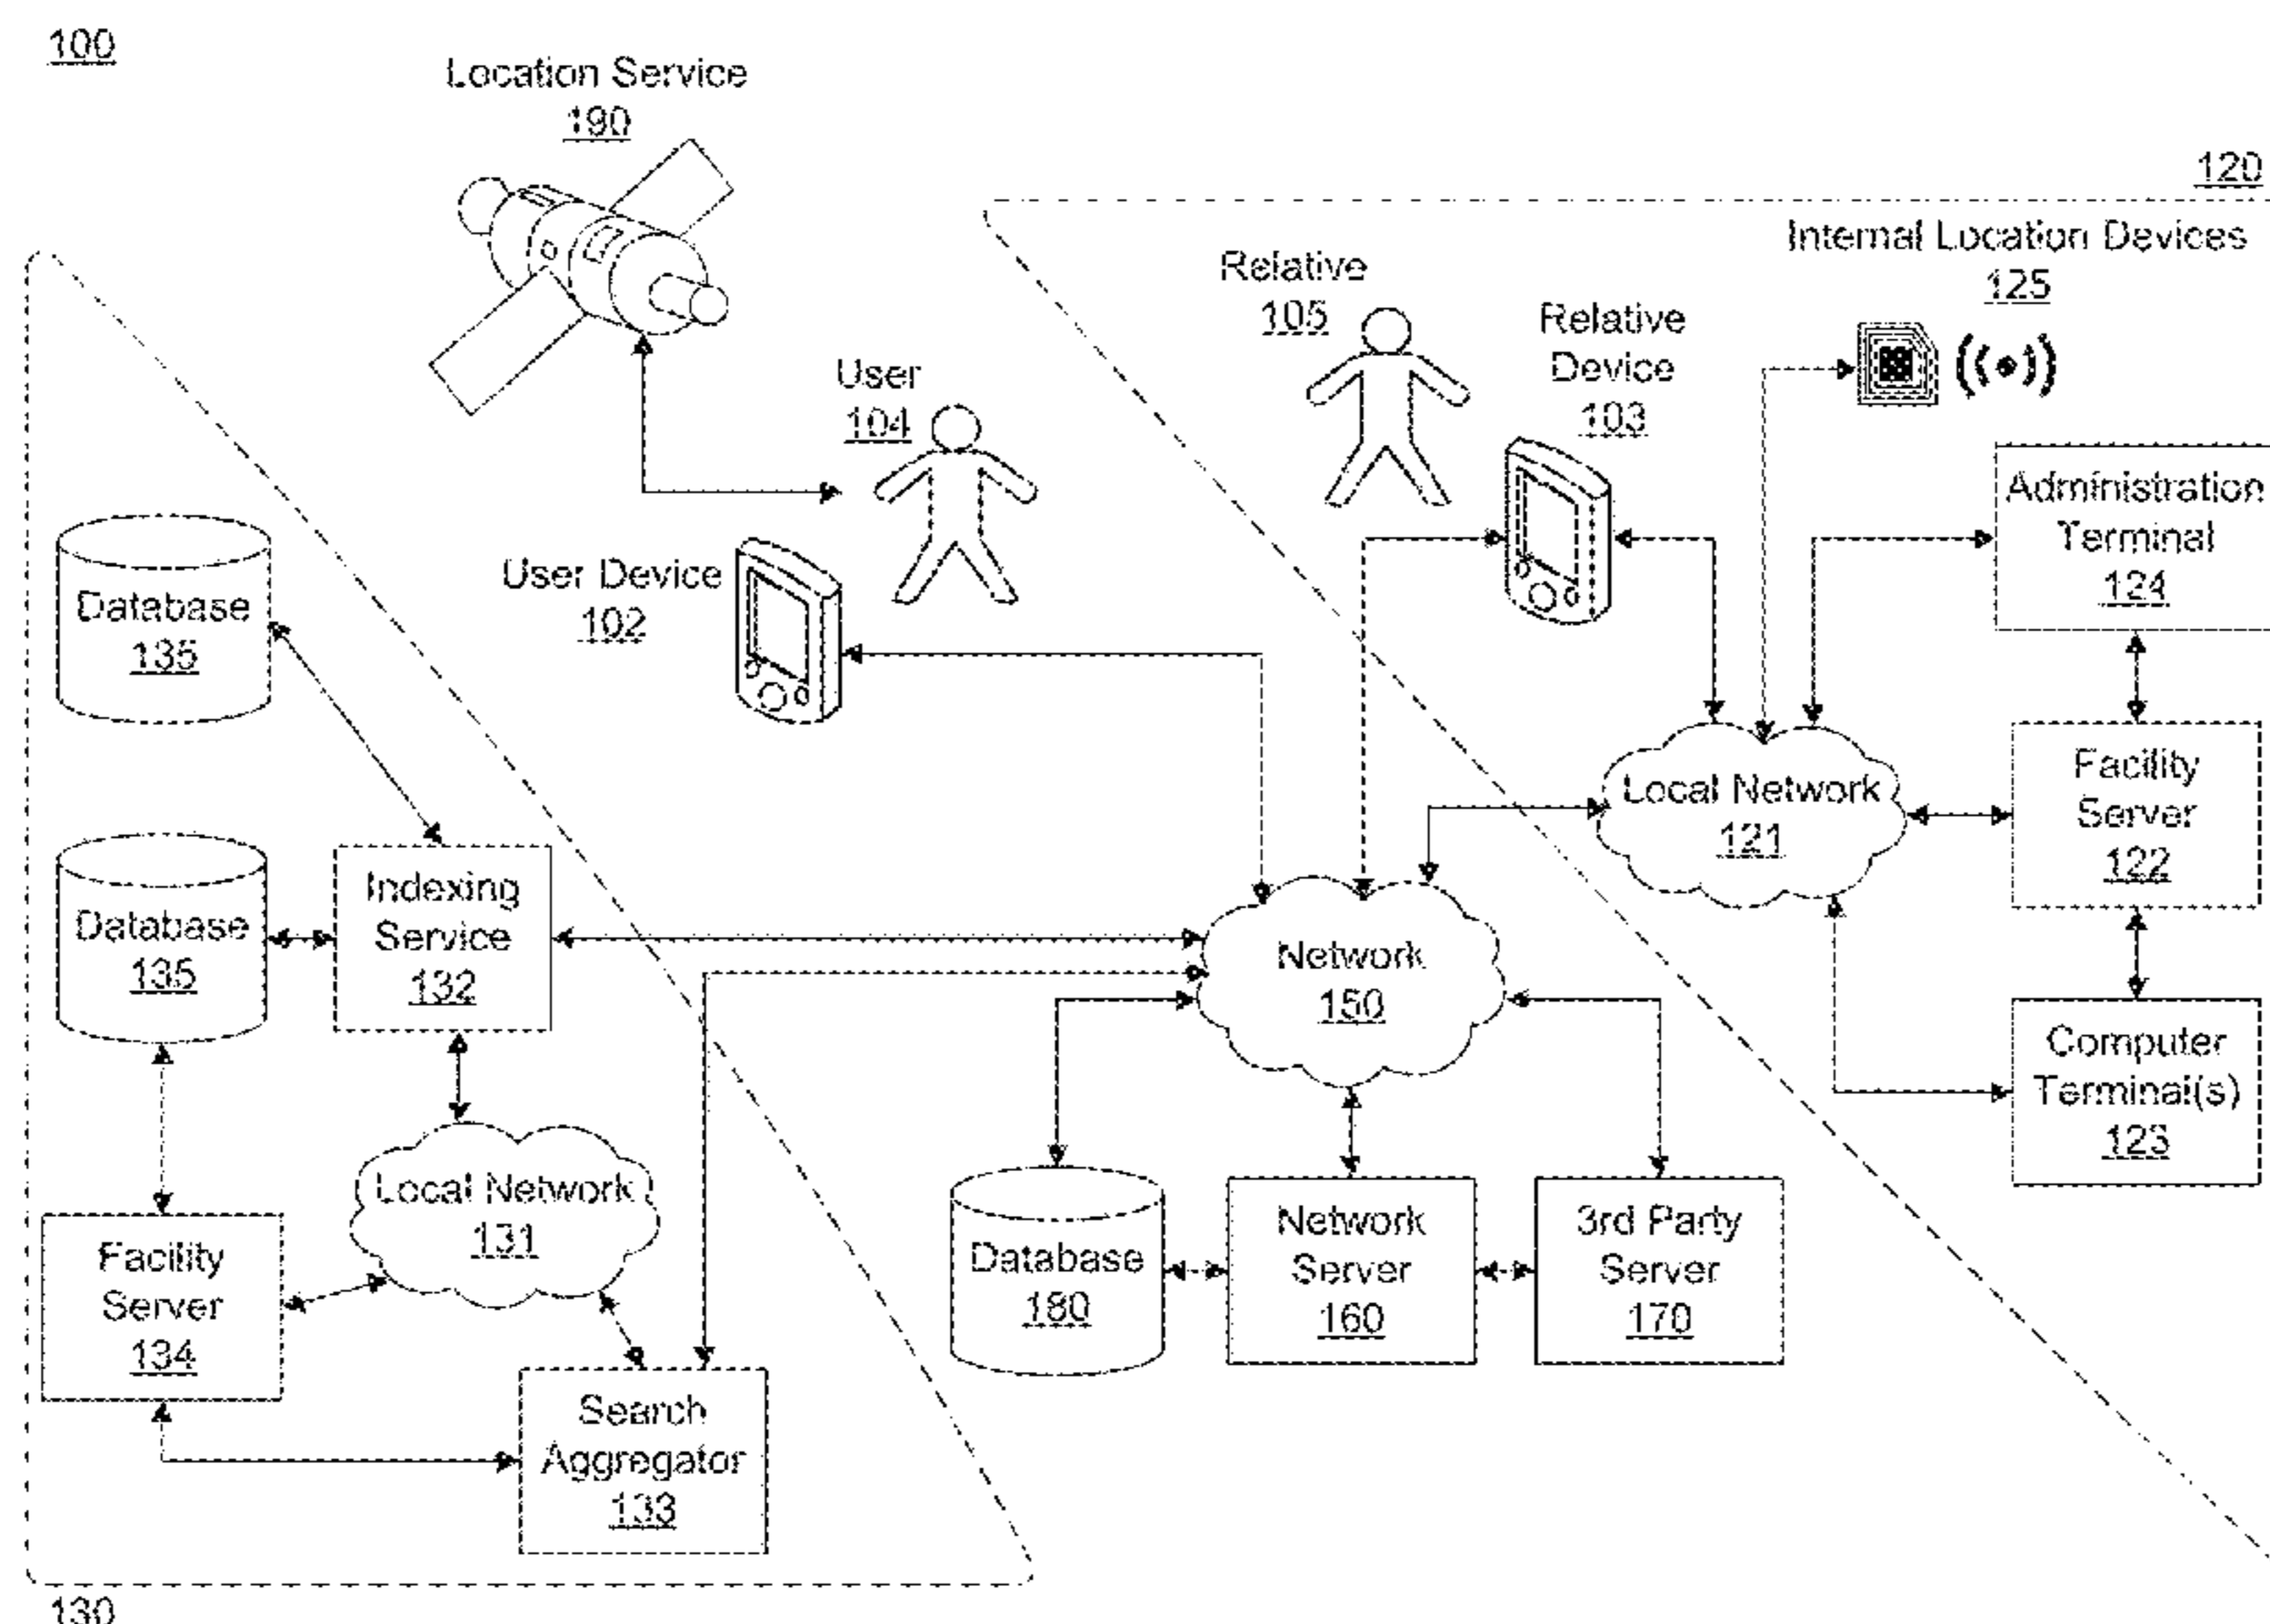 100
Location Service
190
120
Internal Location Devices
125
Relative
105
Relative
Device
103
User
104
Administration
Terminal
124
User Device
102
Database
135
Local Network
121
Facility
Server
122
Database
135
Indexing
Service
132
Network
150
Computer
Terminal(s)
123
Local Network
131
Facility
Server
134
Database
180
Network
Server
160
3rd Party
Server
170
Search
Aggregator
133
130